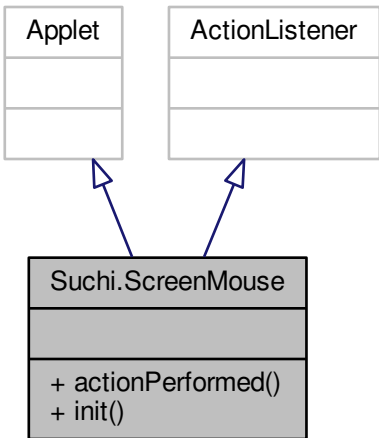 Applet
ActionListener
Suchi.ScreenMouse
+ actionPerformed()
+ init()